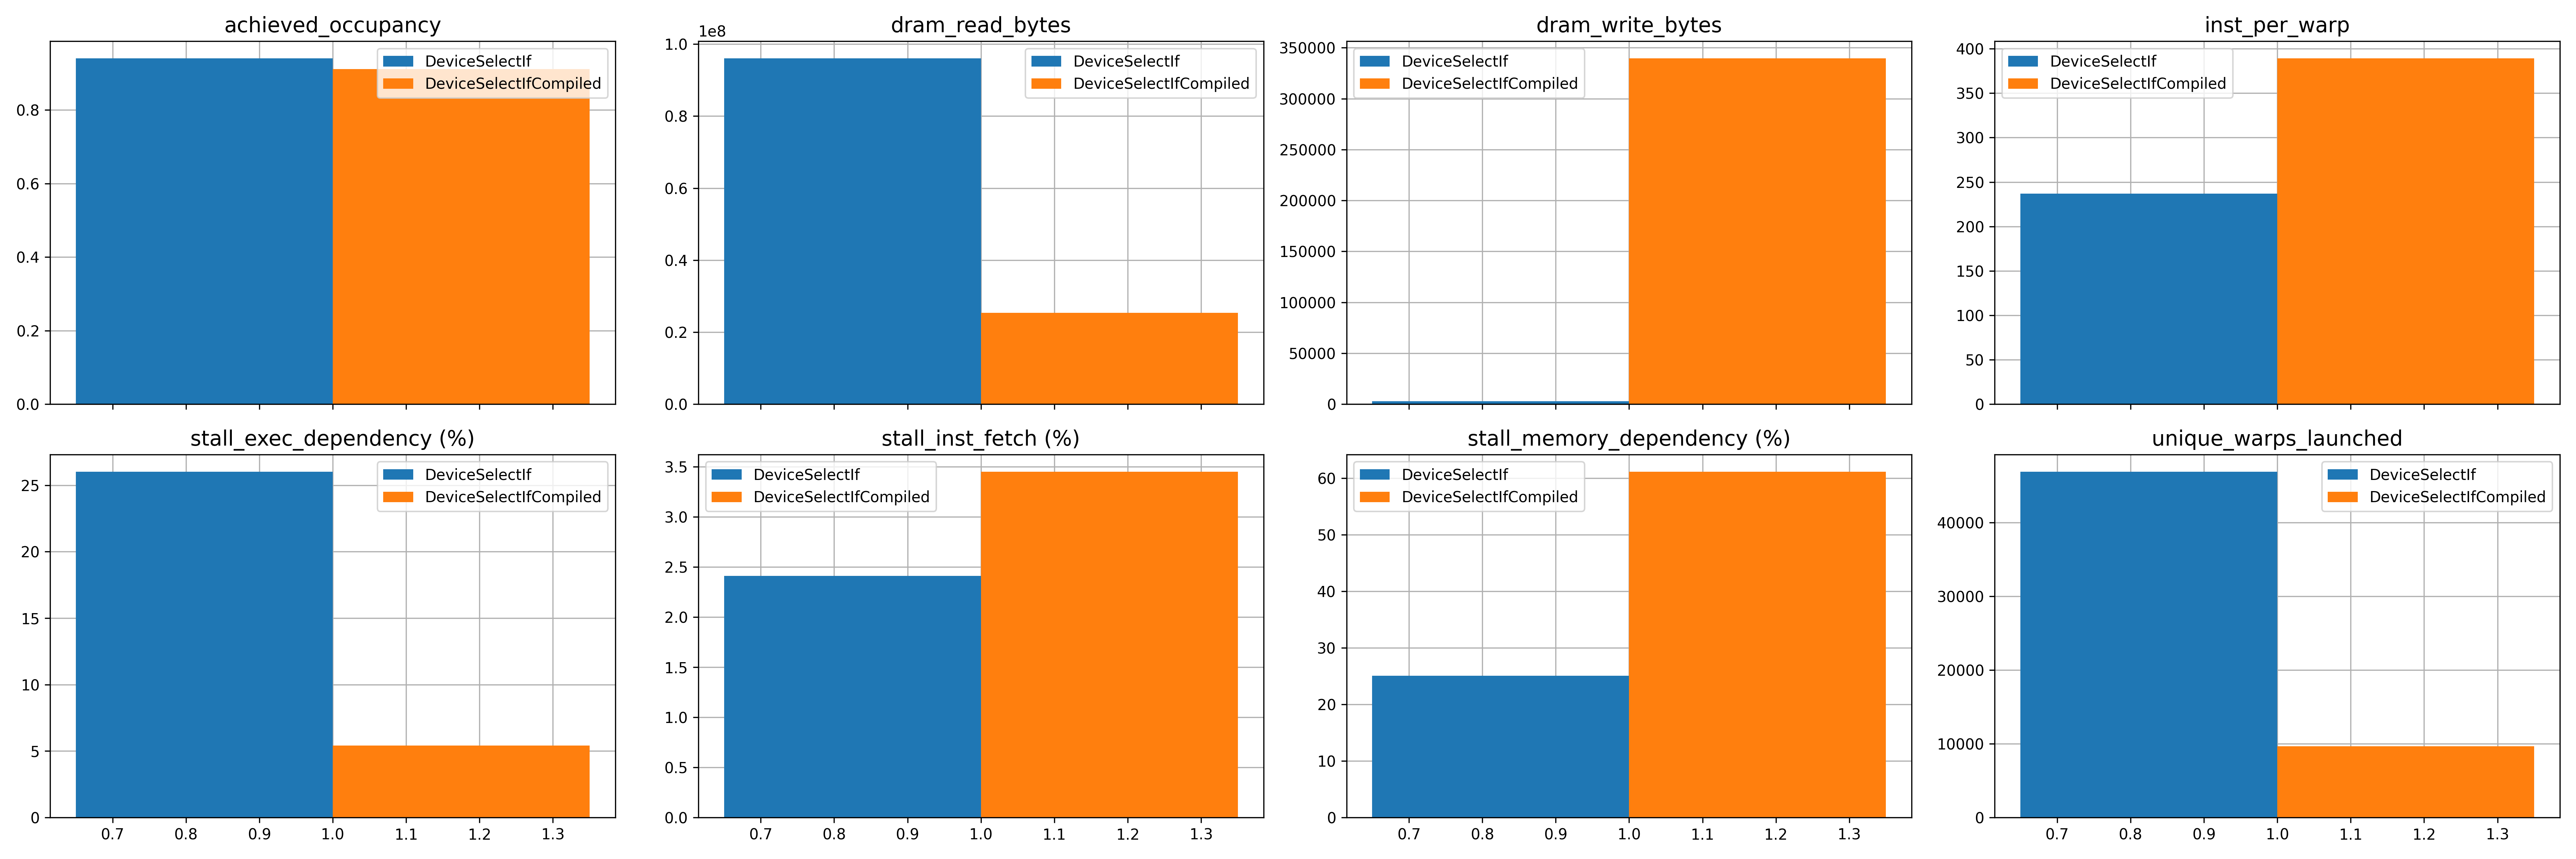 achieved_occupancy
0.8
0.6
0.4
0.2
0.0
DeviceSelectIf
DeviceSelectIfCompiled
dram_read_bytes
1e8
1.0
0.8
0.6
0.4
0.2
0.0
DeviceSelectIf
DeviceSelectIfCompiled
dram_write_bytes
350000
300000
250000
200000
150000
100000
50000
0
DeviceSelectIf
DeviceSelectIfCompiled
inst_per_warp
400
350
300
250
200
150
100
50
0
DeviceSelectIf
DeviceSelectIfCompiled
stall_exec_dependency (%)
25
20
15
10
5
0
DeviceSelectIf
DeviceSelectIfCompiled
0.7 0.8 0.9 1.0 1.1 1.2 1.3
stall_inst_fetch (%)
3.5
3.0
2.5
2.0
1.5
1.0
0.5
0.0
DeviceSelectIf
DeviceSelectIfCompiled
0.7 0.8 0.9 1.0 1.1 1.2 1.3
stall_memory_dependency (%)
60
50
40
30
20
10
0
DeviceSelectIf
DeviceSelectIfCompiled
0.7 0.8 0.9 1.0 1.1 1.2 1.3
unique_warps_launched
40000
30000
20000
10000
0
DeviceSelectIf
DeviceSelectIfCompiled
0.7 0.8 0.9 1.0 1.1 1.2 1.3